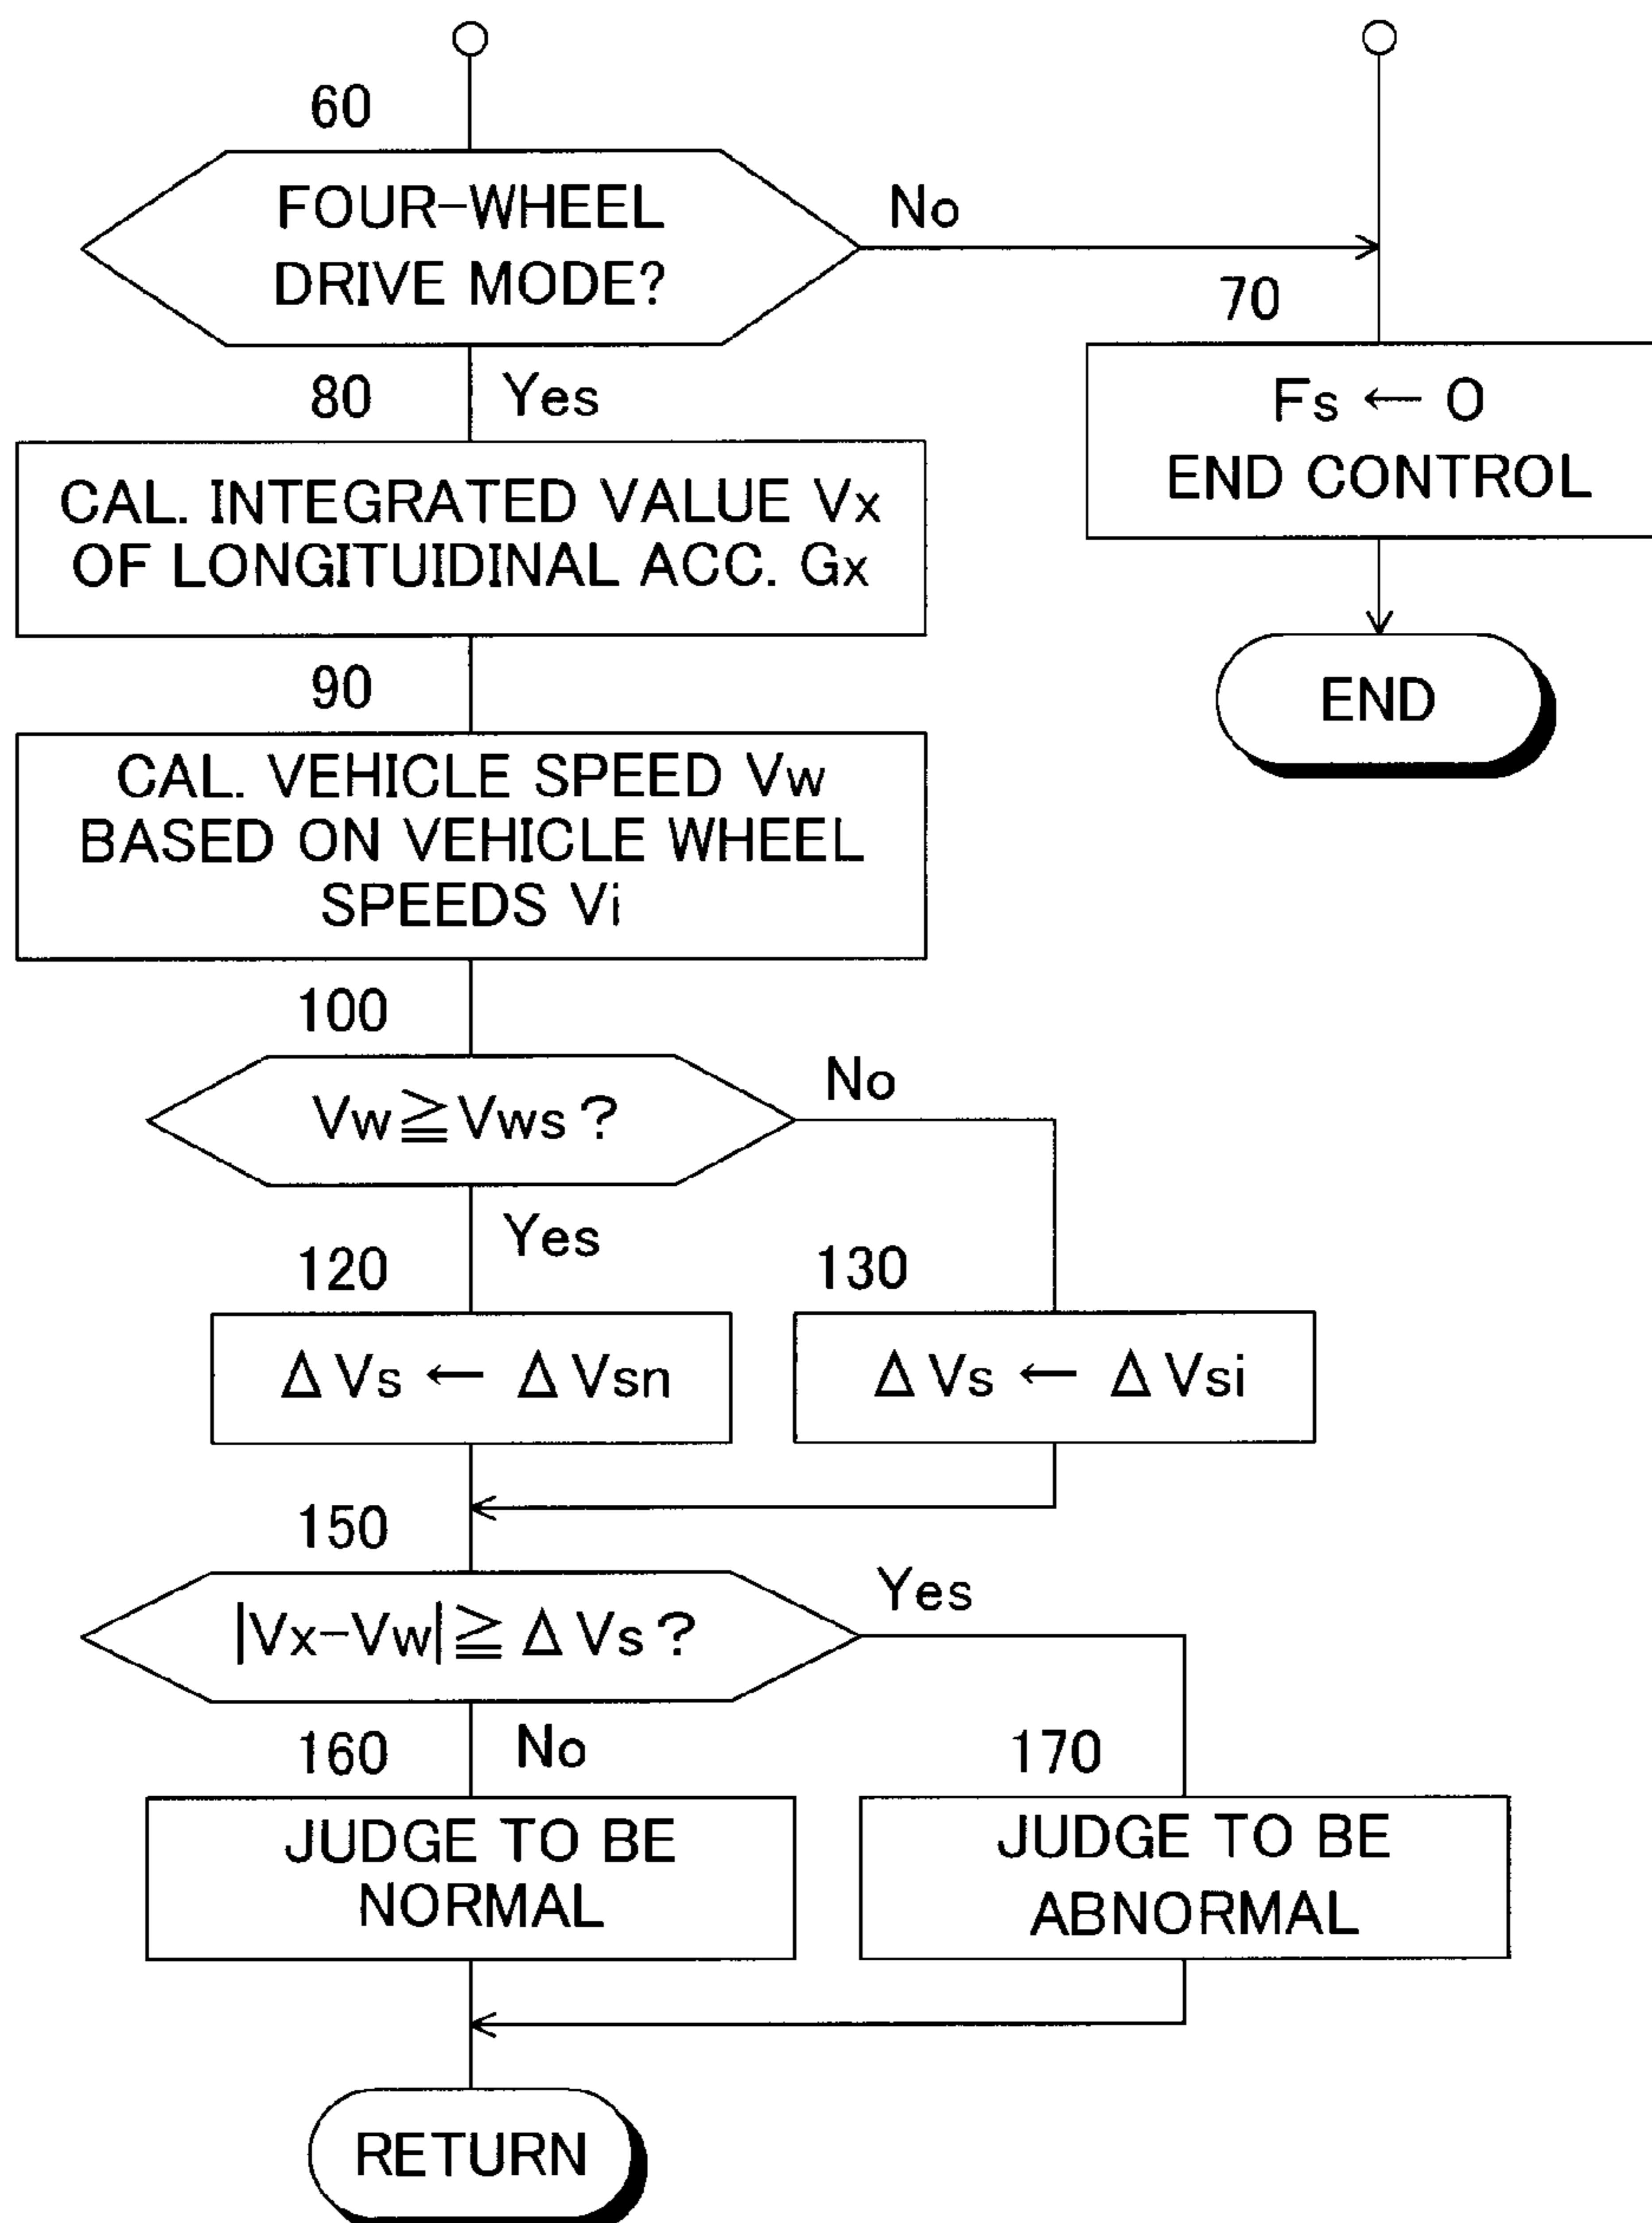 60
FOUR-WHEEL
DRIVE MODE?
No
70
Fs ← 0
END CONTROL
END
80
Yes
CAL. INTEGRATED VALUE Vx
OF LONGITUIDINAL ACC. Gx
90
CAL. VEHICLE SPEED Vw
BASED ON VEHICLE WHEEL
SPEEDS Vi
100
Vw≧Vws?
No
Yes
120
ΔVs ← ΔVsn
130
ΔVs ← ΔVsi
150
|Vx-Vw|≧ΔVs?
Yes
160
No
JUDGE TO BE
NORMAL
170
JUDGE TO BE
ABNORMAL
RETURN